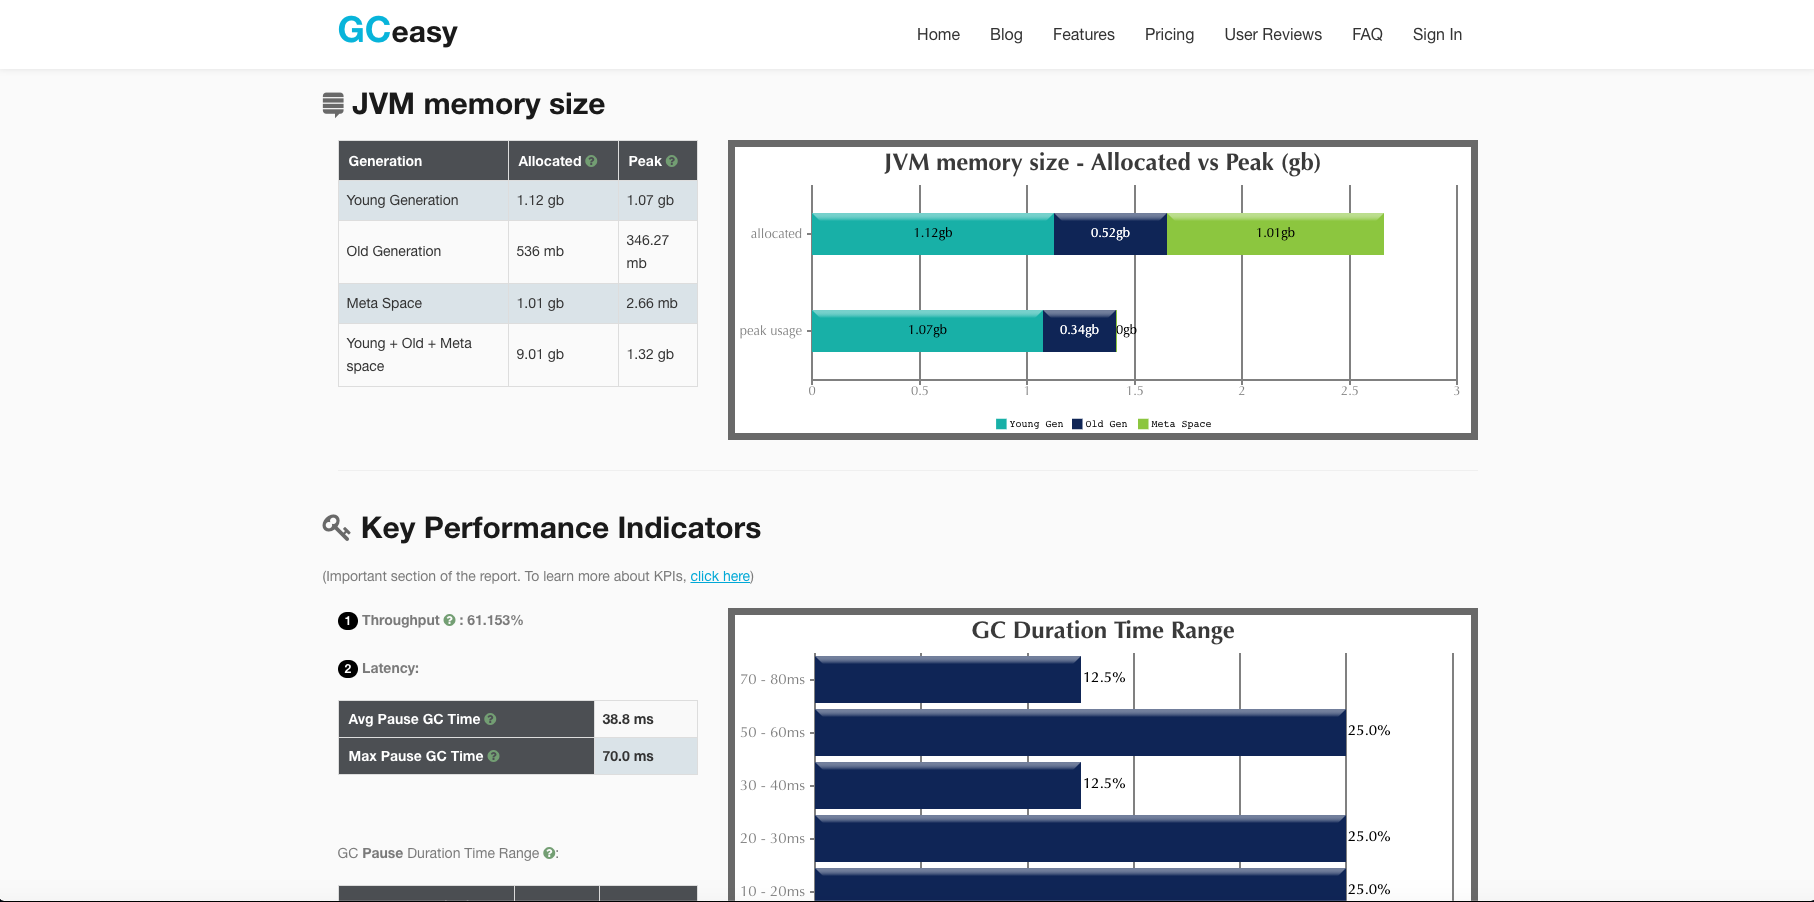 GCeasy
Home Blog Features Pricing User Reviews FAQ Sign In
JVM memory size
Generation Allocated ? Peak ?
Young Generation 1.12 gb 1.07 gb
Old Generation 536 mb 346.27 mb
Meta Space 1.01 gb 2.66 mb
Young + Old + Meta space 9.01 gb 1.32 gb
JVM memory size - Allocated vs Peak (gb)
allocated 1.12gb 0.52gb 1.01gb
peak usage 1.07gb 0.34gb 0gb
0 0.5 1 1.5 2 2.5 3
Young Gen Old Gen Meta Space
Key Performance Indicators
(Important section of the report. To learn more about KPIs, click here)
1 Throughput ? : 61.153%
2 Latency:
Avg Pause GC Time ? 38.8 ms
Max Pause GC Time ? 70.0 ms
GC Pause Duration Time Range ?:
GC Duration Time Range
70 - 80ms 12.5%
50 - 60ms 25.0%
30 - 40ms 12.5%
20 - 30ms 25.0%
10 - 20ms 25.0%